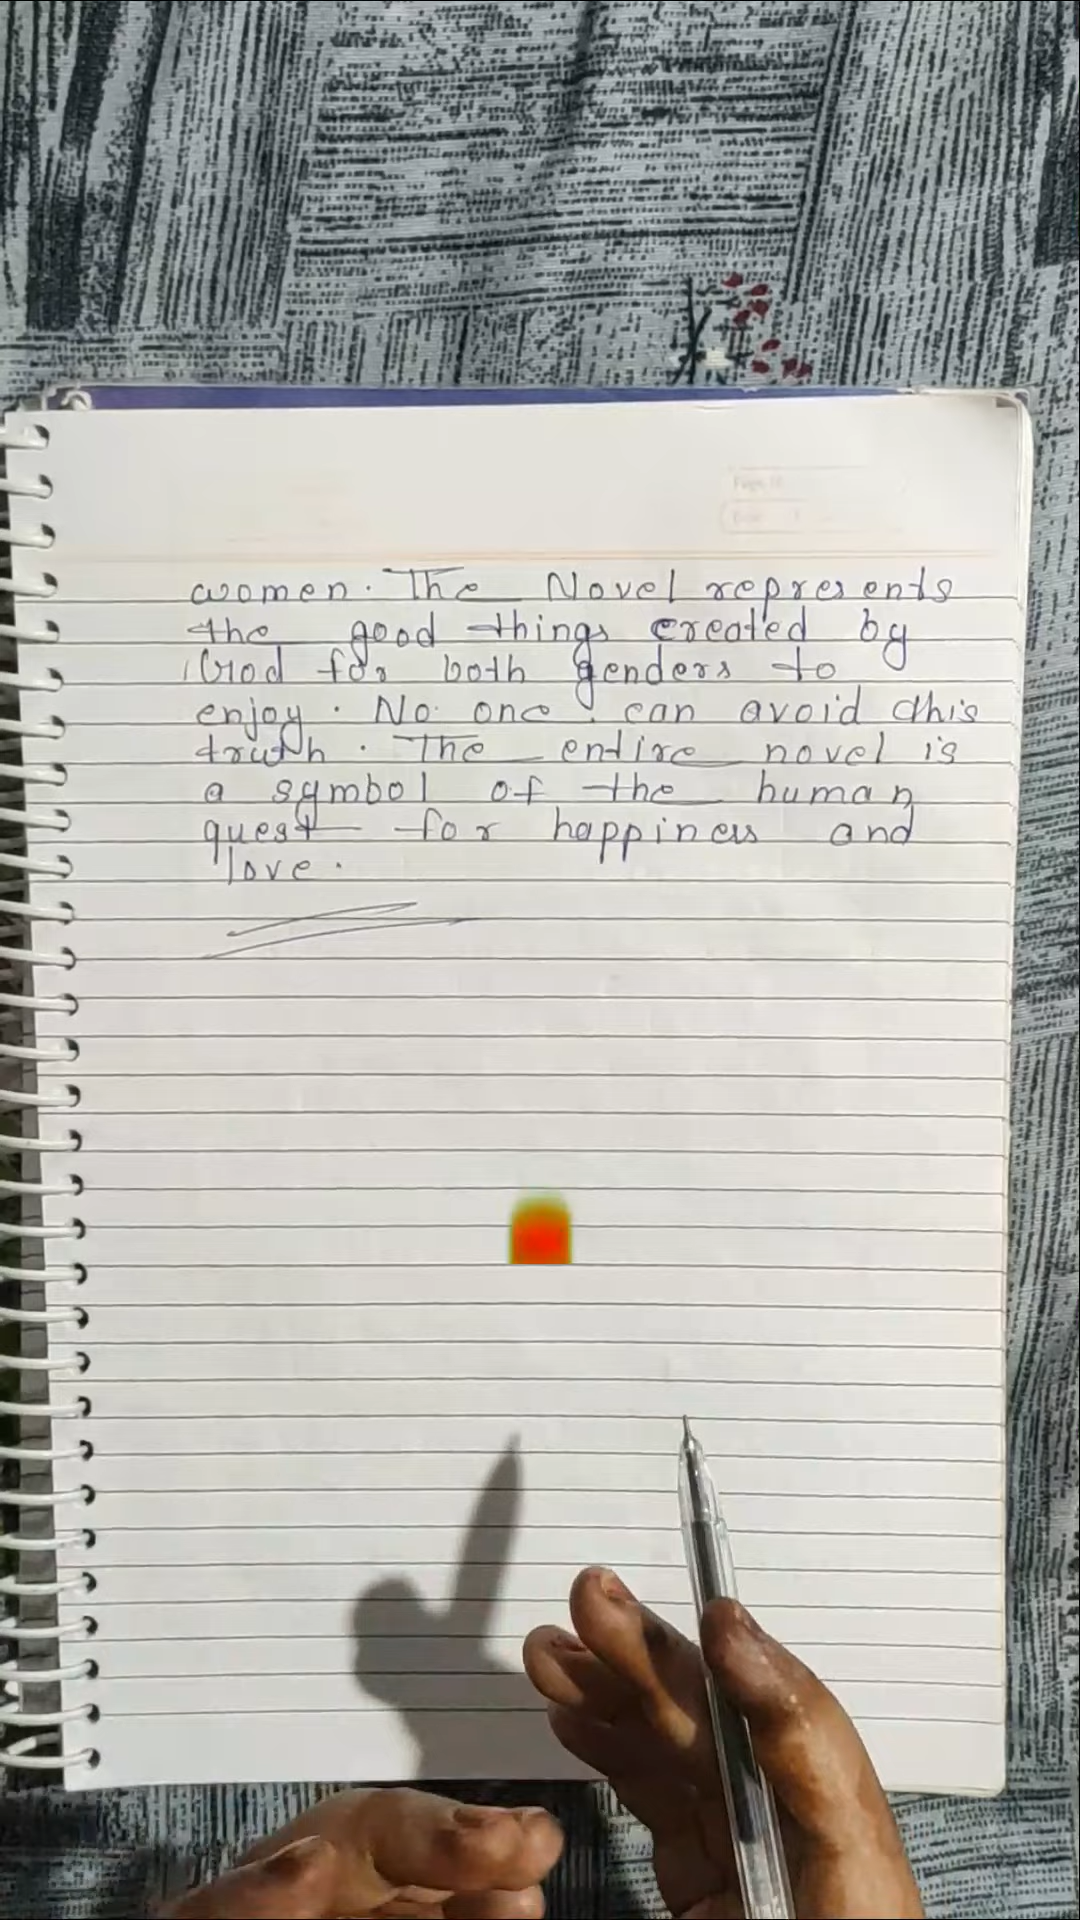 women. The Novel represents
the good things created by
God for both genders to
enjoy. No one can avoid this
truth. The entire novel is
a symbol of the human
quest for happiness and
love.